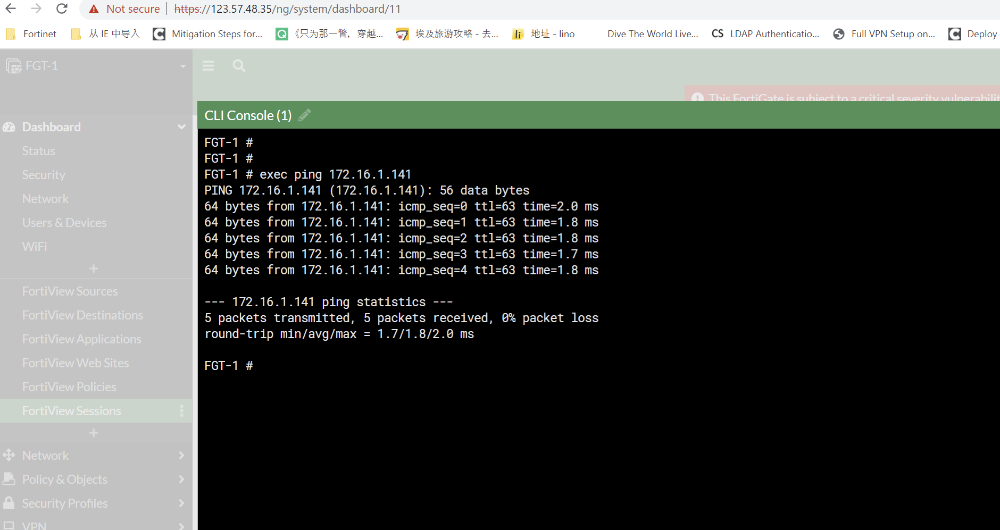 Not secure | https://123.57.48.35/ng/system/dashboard/11
Fortinet 从 IE 中导入 Mitigation Steps for... 《只为那一瞥，穿越... 埃及旅游攻略 - 去... li 地址 - lino Dive The World Live... CS LDAP Authenticatio... Full VPN Setup on... Deploy
FGT-1
This FortiGate is subject to a critical severity vulnerabilit
CLI Console (1)
Dashboard
Status
Security
Network
Users & Devices
WiFi
+
FortiView Sources
FortiView Destinations
FortiView Applications
FortiView Web Sites
FortiView Policies
FortiView Sessions
+
Network
Policy & Objects
Security Profiles
VPN
FGT-1 #
FGT-1 #
FGT-1 # exec ping 172.16.1.141
PING 172.16.1.141 (172.16.1.141): 56 data bytes
64 bytes from 172.16.1.141: icmp_seq=0 ttl=63 time=2.0 ms
64 bytes from 172.16.1.141: icmp_seq=1 ttl=63 time=1.8 ms
64 bytes from 172.16.1.141: icmp_seq=2 ttl=63 time=1.8 ms
64 bytes from 172.16.1.141: icmp_seq=3 ttl=63 time=1.7 ms
64 bytes from 172.16.1.141: icmp_seq=4 ttl=63 time=1.8 ms
--- 172.16.1.141 ping statistics ---
5 packets transmitted, 5 packets received, 0% packet loss
round-trip min/avg/max = 1.7/1.8/2.0 ms
FGT-1 #